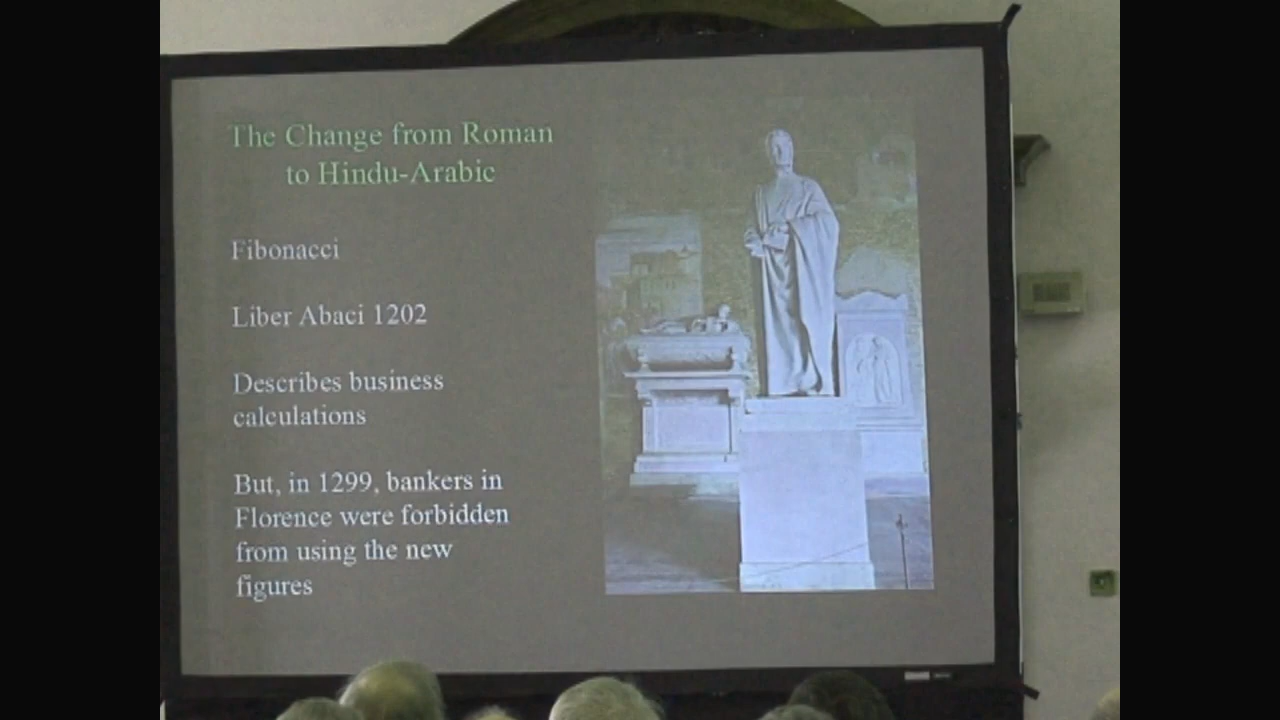 The Change from Roman
to Hindu-Arabic
Fibonacci
Liber Abaci 1202
Describes business
calculations
But, in 1299, bankers in
Florence were forbidden
from using the new
figures